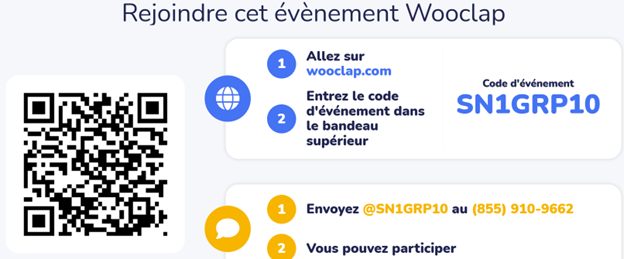 Rejoindre cet évènement Wooclap
1 Allez sur
wooclap.com
2 Entrez le code
d'événement dans
le bandeau
supérieur
Code d'événement
SN1GRP10
1 Envoyez @SN1GRP10 au (855) 910-9662
2 Vous pouvez participer